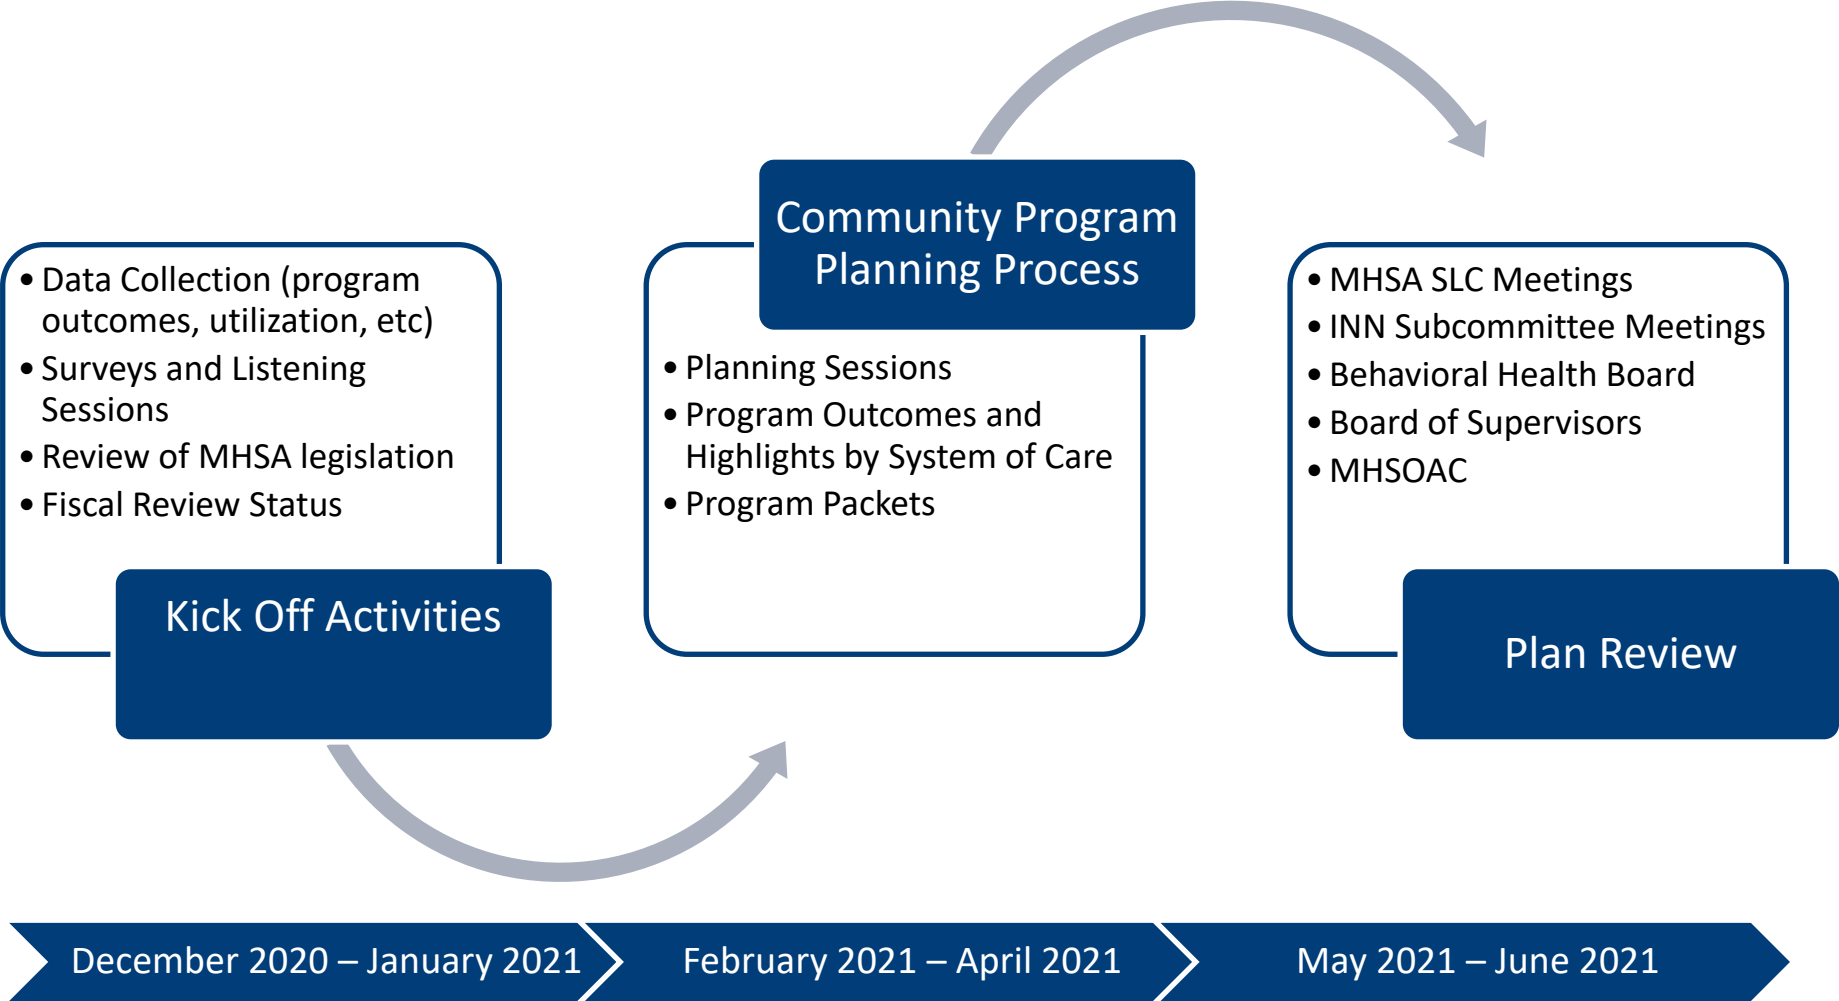 • Data Collection (program
outcomes, utilization, etc)
• Surveys and Listening
Sessions
• Review of MHSA legislation
• Fiscal Review Status
Kick Off Activities
Community Program
Planning Process
• Planning Sessions
• Program Outcomes and
Highlights by System of Care
• Program Packets
• MHSA SLC Meetings
• INN Subcommittee Meetings
• Behavioral Health Board
• Board of Supervisors
• MHSOAC
Plan Review
December 2020 – January 2021
February 2021 – April 2021
May 2021 – June 2021